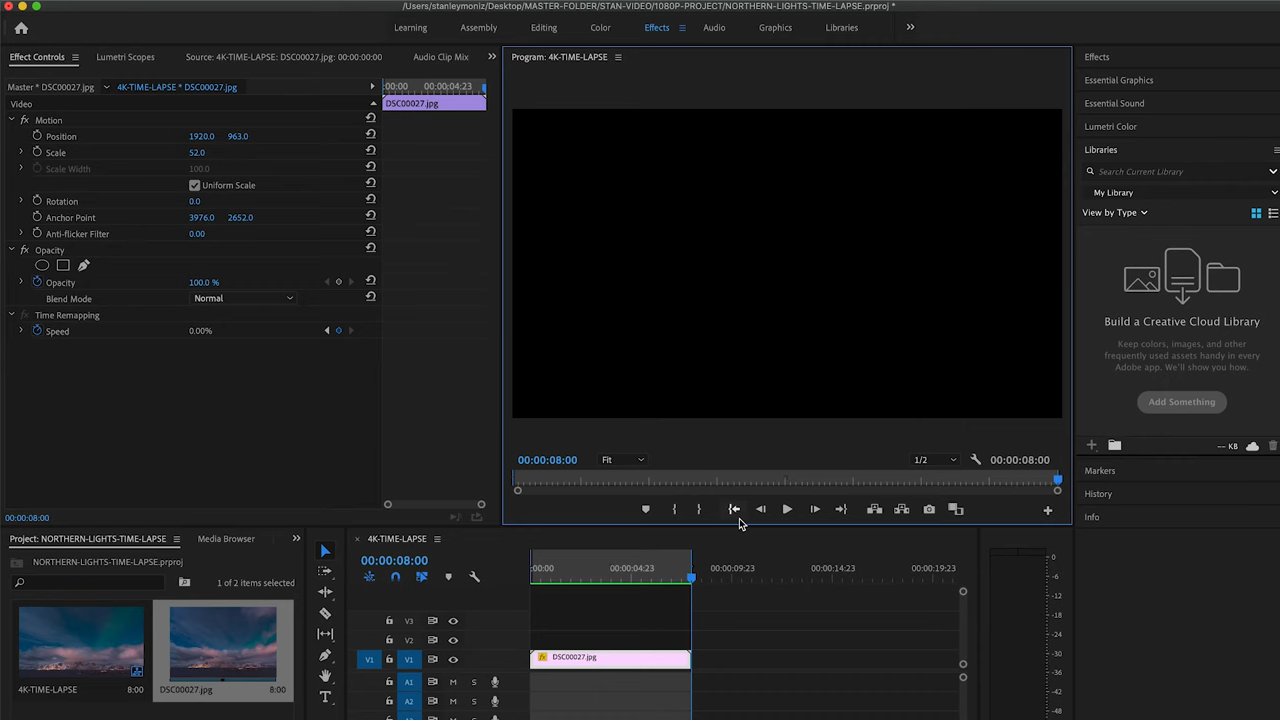 /Users/stanleymoniz/Desktop/MASTER-FOLDER/STAN-VIDEO/1080P-PROJECT/NORTHERN-LIGHTS-TIME-LAPSE.prproj *
Learning Assembly Editing Color Effects Audio Graphics Libraries
Effect Controls Lumetri Scopes Source: 4K-TIME-LAPSE: DSC00027.jpg: 00:00:00:00 Audio Clip Mix
Master * DSC00027.jpg 4K-TIME-LAPSE * DSC00027.jpg :00:00 00:00:04:23
Video DSC00027.jpg
fx Motion
Position 1920.0 963.0
Scale 52.0
Scale Width 100.0
Uniform Scale
Rotation 0.0
Anchor Point 3976.0 2652.0
Anti-flicker Filter 0.00
fx Opacity
Opacity 100.0 %
Blend Mode Normal
Time Remapping
Speed 0.00%
00:00:08:00
Program: 4K-TIME-LAPSE
00:00:08:00 Fit 1/2 00:00:08:00
Effects
Essential Graphics
Essential Sound
Lumetri Color
Libraries
Search Current Library
My Library
View by Type
Build a Creative Cloud Library
Keep colors, images, and other
frequently used assets handy in every
Adobe app. We'll show you how.
Add Something
-- KB
Markers
History
Info
Project: NORTHERN-LIGHTS-TIME-LAPSE Media Browser
NORTHERN-LIGHTS-TIME-LAPSE.prproj
1 of 2 items selected
4K-TIME-LAPSE 8:00 DSC00027.jpg 8:00
4K-TIME-LAPSE
00:00:08:00
:00:00 00:00:04:23 00:00:09:23 00:00:14:23 00:00:19:23
V3
V2
V1 V1 fx DSC00027.jpg
A1 M S
A2 M S
0
-6
-12
-18
-24
-30
-36
-42
-48